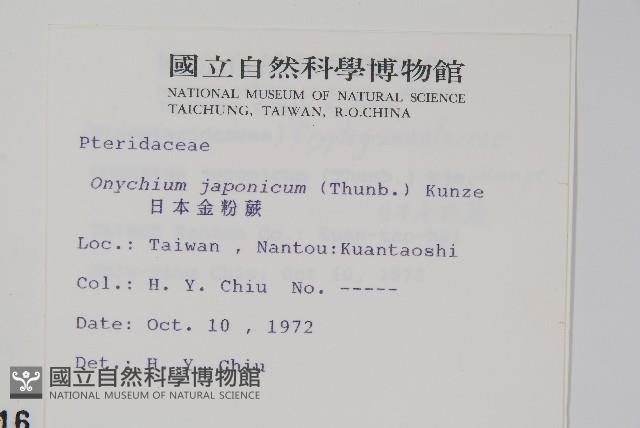 國立自然科學博物館
NATIONAL MUSEUM OF NATURAL SCIENCE
TAICHUNG, TAIWAN, R.O.CHINA
Pteridaceae
Onychium japonicum (Thunb.) Kunze
日本金粉蕨
Loc.: Taiwan , Nantou:Kuantaoshi
Col.: H. Y. Chiu No. -----
Date: Oct. 10 , 1972
Det.: H. Y. Chiu
國立自然科學博物館
NATIONAL MUSEUM OF NATURAL SCIENCE
16